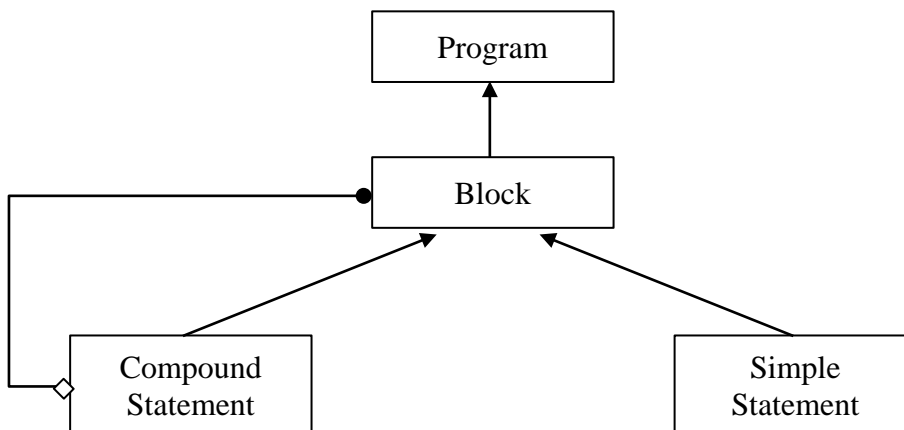 Program
Block
Compound
Statement
Simple
Statement